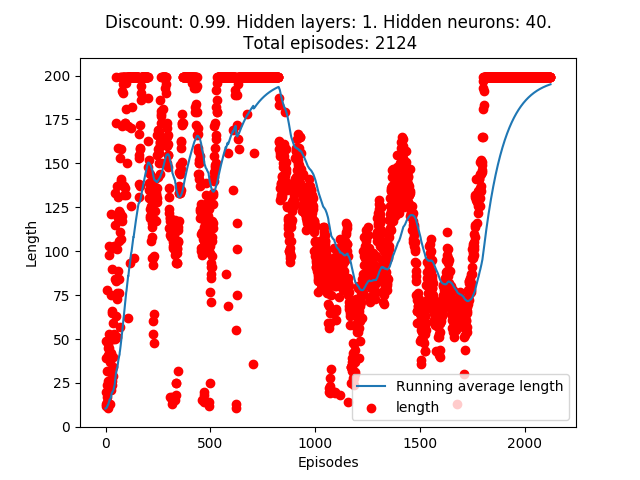 Discount: 0.99. Hidden layers: 1. Hidden neurons: 40.
Total episodes: 2124
200
175
150
125
100
75
50
25
0
Length
0
500
1000
1500
2000
Episodes
Running average length
length